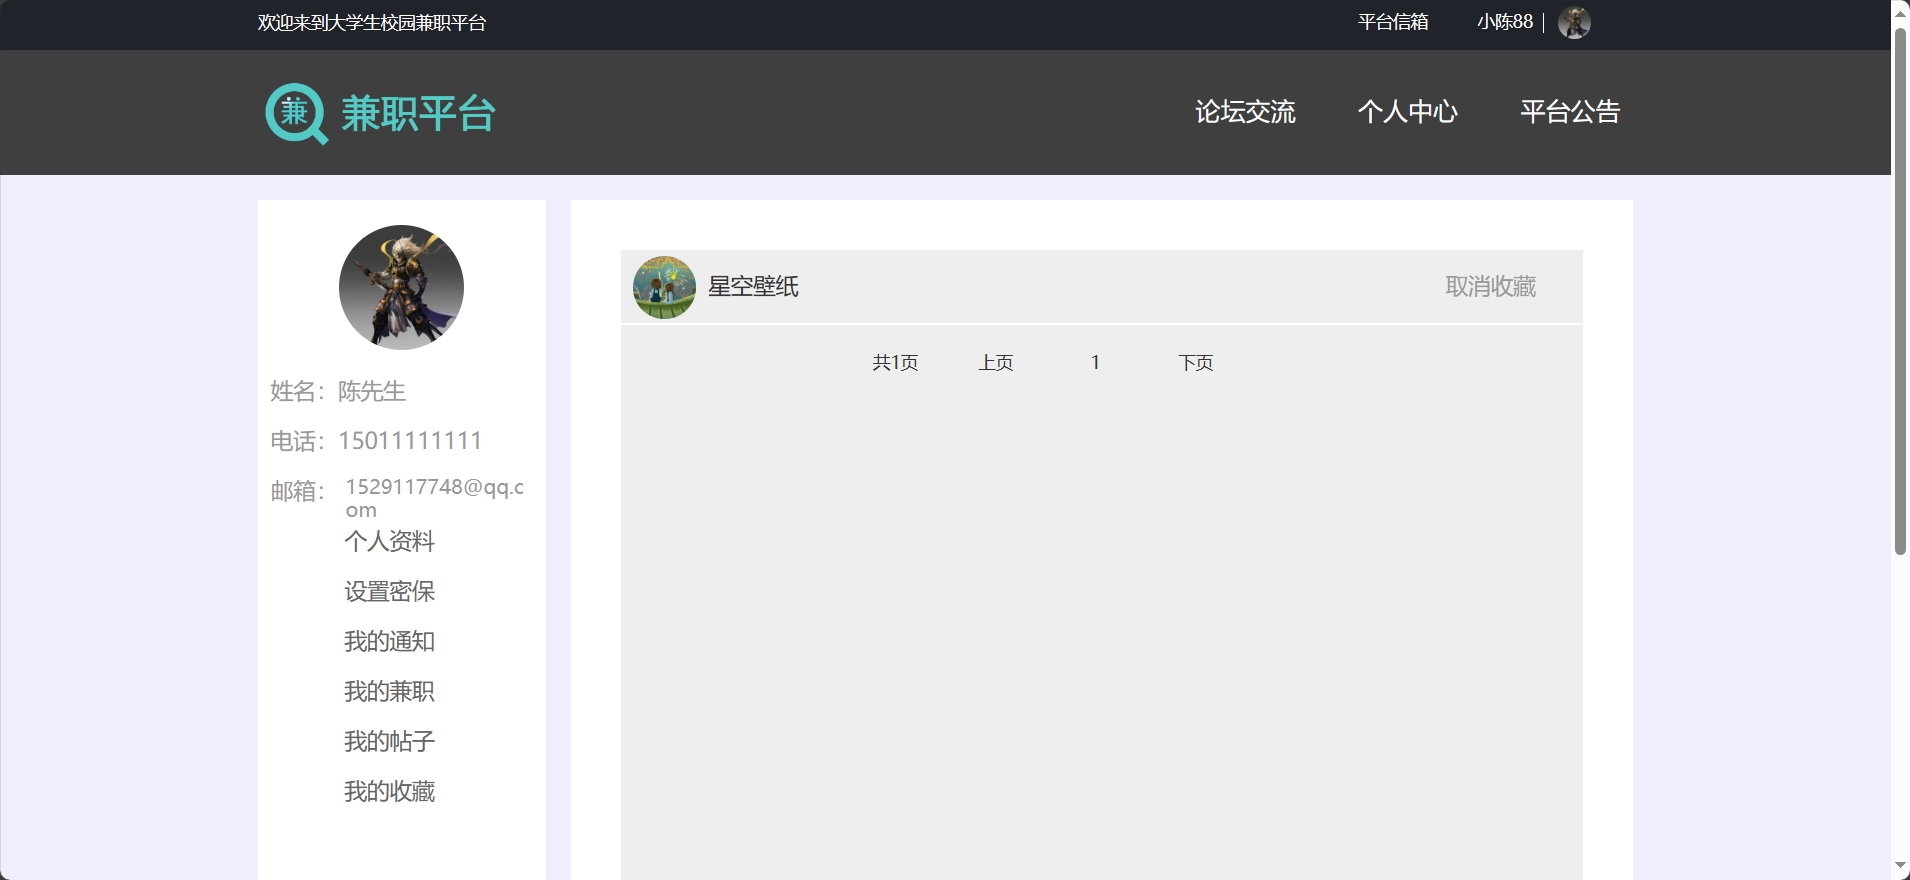 欢迎来到大学生校园兼职平台
平台信箱
小陈88
兼
兼职平台
论坛交流
个人中心
平台公告
姓名：陈先生
电话：15011111111
邮箱：
1529117748@qq.c
om
个人资料
设置密保
我的通知
我的兼职
我的帖子
我的收藏
星空壁纸
取消收藏
共1页
上页
1
下页